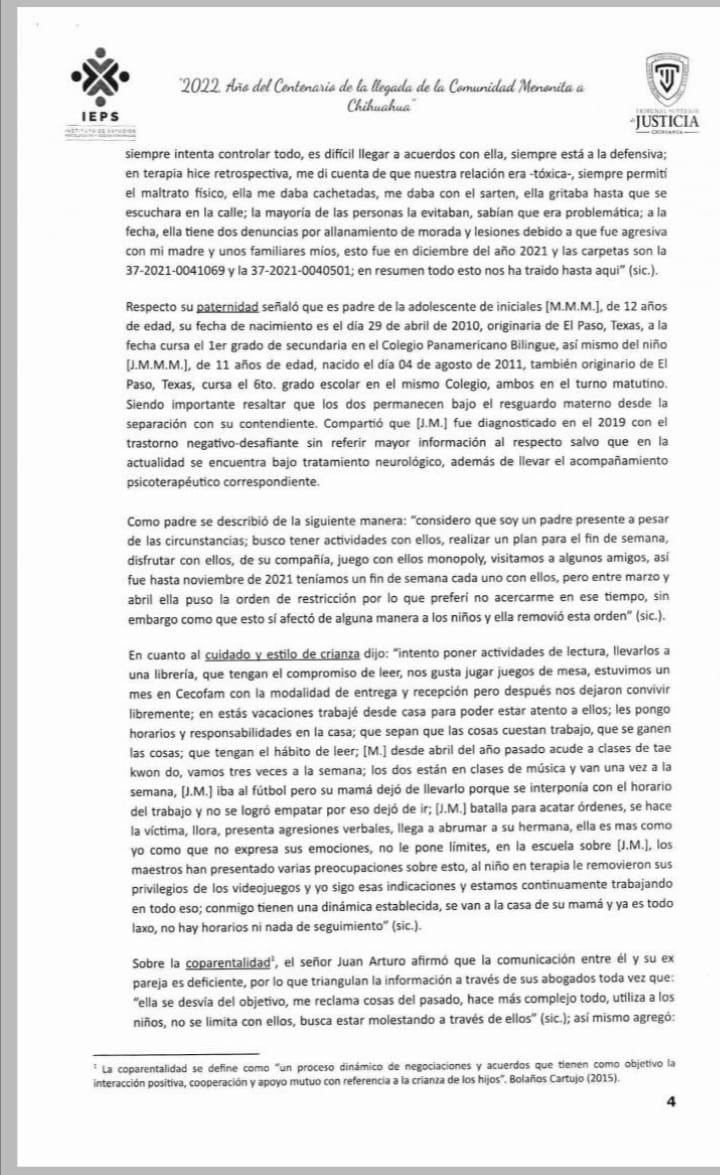 "2022, Año del Centenario de la llegada de la Comunidad Menonita a
Chihuahua"
IEPS
INSTITUTO DE ESTUDIOS
TRIBUNAL SUPERIOR
JUSTICIA
CHIHUAHUA
siempre intenta controlar todo, es difícil llegar a acuerdos con ella, siempre está a la defensiva;
en terapia hice retrospectiva, me di cuenta de que nuestra relación era -tóxica-, siempre permití
el maltrato físico, ella me daba cachetadas, me daba con el sarten, ella gritaba hasta que se
escuchara en la calle; la mayoría de las personas la evitaban, sabían que era problemática; a la
fecha, ella tiene dos denuncias por allanamiento de morada y lesiones debido a que fue agresiva
con mi madre y unos familiares míos, esto fue en diciembre del año 2021 y las carpetas son la
37-2021-0041069 y la 37-2021-0040501; en resumen todo esto nos ha traido hasta aquí" (sic.).
Respecto su paternidad señaló que es padre de la adolescente de iniciales [M.M.M.], de 12 años
de edad, su fecha de nacimiento es el día 29 de abril de 2010, originaria de El Paso, Texas, a la
fecha cursa el 1er grado de secundaria en el Colegio Panamericano Bilingue, así mismo del niño
[J.M.M.M.], de 11 años de edad, nacido el día 04 de agosto de 2011, también originario de El
Paso, Texas, cursa el 6to. grado escolar en el mismo Colegio, ambos en el turno matutino.
Siendo importante resaltar que los dos permanecen bajo el resguardo materno desde la
separación con su contendiente. Compartió que [J.M.] fue diagnosticado en el 2019 con el
trastorno negativo-desafiante sin referir mayor información al respecto salvo que en la
actualidad se encuentra bajo tratamiento neurológico, además de llevar el acompañamiento
psicoterapéutico correspondiente.
Como padre se describió de la siguiente manera: "considero que soy un padre presente a pesar
de las circunstancias; busco tener actividades con ellos, realizar un plan para el fin de semana,
disfrutar con ellos, de su compañía, juego con ellos monopoly, visitamos a algunos amigos, así
fue hasta noviembre de 2021 teníamos un fin de semana cada uno con ellos, pero entre marzo y
abril ella puso la orden de restricción por lo que preferí no acercarme en ese tiempo, sin
embargo como que esto sí afectó de alguna manera a los niños y ella removió esta orden" (sic.).
En cuanto al cuidado y estilo de crianza dijo: "intento poner actividades de lectura, llevarlos a
una librería, que tengan el compromiso de leer, nos gusta jugar juegos de mesa, estuvimos un
mes en Cecofam con la modalidad de entrega y recepción pero después nos dejaron convivir
libremente; en estás vacaciones trabajé desde casa para poder estar atento a ellos; les pongo
horarios y responsabilidades en la casa; que sepan que las cosas cuestan trabajo, que se ganen
las cosas; que tengan el hábito de leer; [M.] desde abril del año pasado acude a clases de tae
kwon do, vamos tres veces a la semana; los dos están en clases de música y van una vez a la
semana, [J.M.] iba al fútbol pero su mamá dejó de llevarlo porque se interponía con el horario
del trabajo y no se logró empatar por eso dejó de ir; [J.M.] batalla para acatar órdenes, se hace
la víctima, llora, presenta agresiones verbales, llega a abrumar a su hermana, ella es mas como
yo como que no expresa sus emociones, no le pone límites, en la escuela sobre [J.M.], los
maestros han presentado varias preocupaciones sobre esto, al niño en terapia le removieron sus
privilegios de los videojuegos y yo sigo esas indicaciones y estamos continuamente trabajando
en todo eso; conmigo tienen una dinámica establecida, se van a la casa de su mamá y ya es todo
laxo, no hay horarios ni nada de seguimiento" (sic.).
Sobre la coparentalidad¹, el señor Juan Arturo afirmó que la comunicación entre él y su ex
pareja es deficiente, por lo que triangulan la información a través de sus abogados toda vez que:
"ella se desvía del objetivo, me reclama cosas del pasado, hace más complejo todo, utiliza a los
niños, no se limita con ellos, busca estar molestando a través de ellos" (sic.); así mismo agregó:
¹ La coparentalidad se define como "un proceso dinámico de negociaciones y acuerdos que tienen como objetivo la
interacción positiva, cooperación y apoyo mutuo con referencia a la crianza de los hijos". Bolaños Cartujo (2015).
4